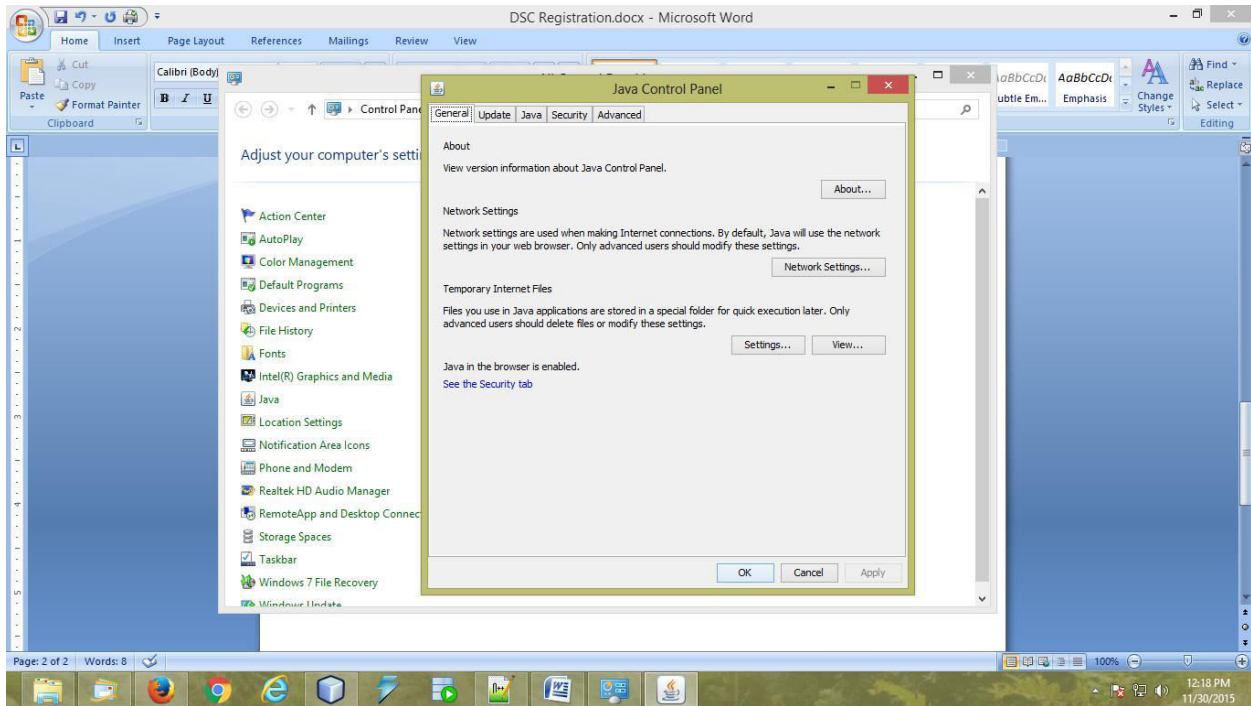 DSC Registration.docx - Microsoft Word
Home Insert Page Layout References Mailings Review View
Cut
Copy
Format Painter
Paste
Clipboard
Calibri (Body)
B I U
AaBbCcDc AaBbCcDc
ubtle Em... Emphasis
Change
Styles
Find
Replace
Select
Editing
Control Pane
Adjust your computer's setti
Action Center
AutoPlay
Color Management
Default Programs
Devices and Printers
File History
Fonts
Intel(R) Graphics and Media
Java
Location Settings
Notification Area Icons
Phone and Modem
Realtek HD Audio Manager
RemoteApp and Desktop Connec
Storage Spaces
Taskbar
Windows 7 File Recovery
Windows Update
Java Control Panel
General Update Java Security Advanced
About
View version information about Java Control Panel.
About...
Network Settings
Network settings are used when making Internet connections. By default, Java will use the network
settings in your web browser. Only advanced users should modify these settings.
Network Settings...
Temporary Internet Files
Files you use in Java applications are stored in a special folder for quick execution later. Only
advanced users should delete files or modify these settings.
Settings... View...
Java in the browser is enabled.
See the Security tab
OK Cancel Apply
Page: 2 of 2 Words: 8
100%
12:18 PM
11/30/2015